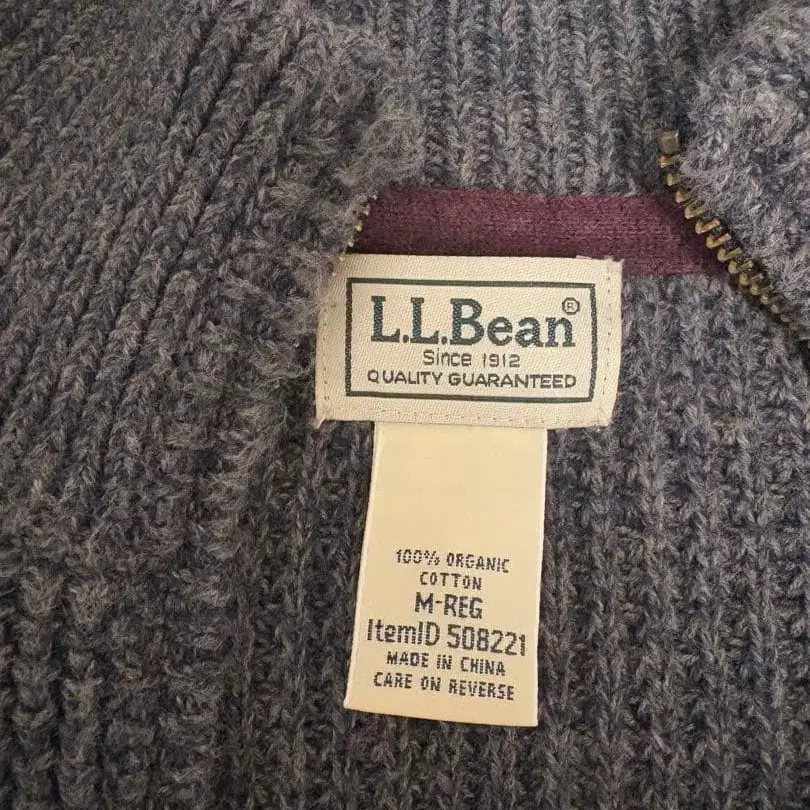 L.L.Bean®
Since 1912
QUALITY GUARANTEED
100% ORGANIC
COTTON
M-REG
ItemID 508221
MADE IN CHINA
CARE ON REVERSE